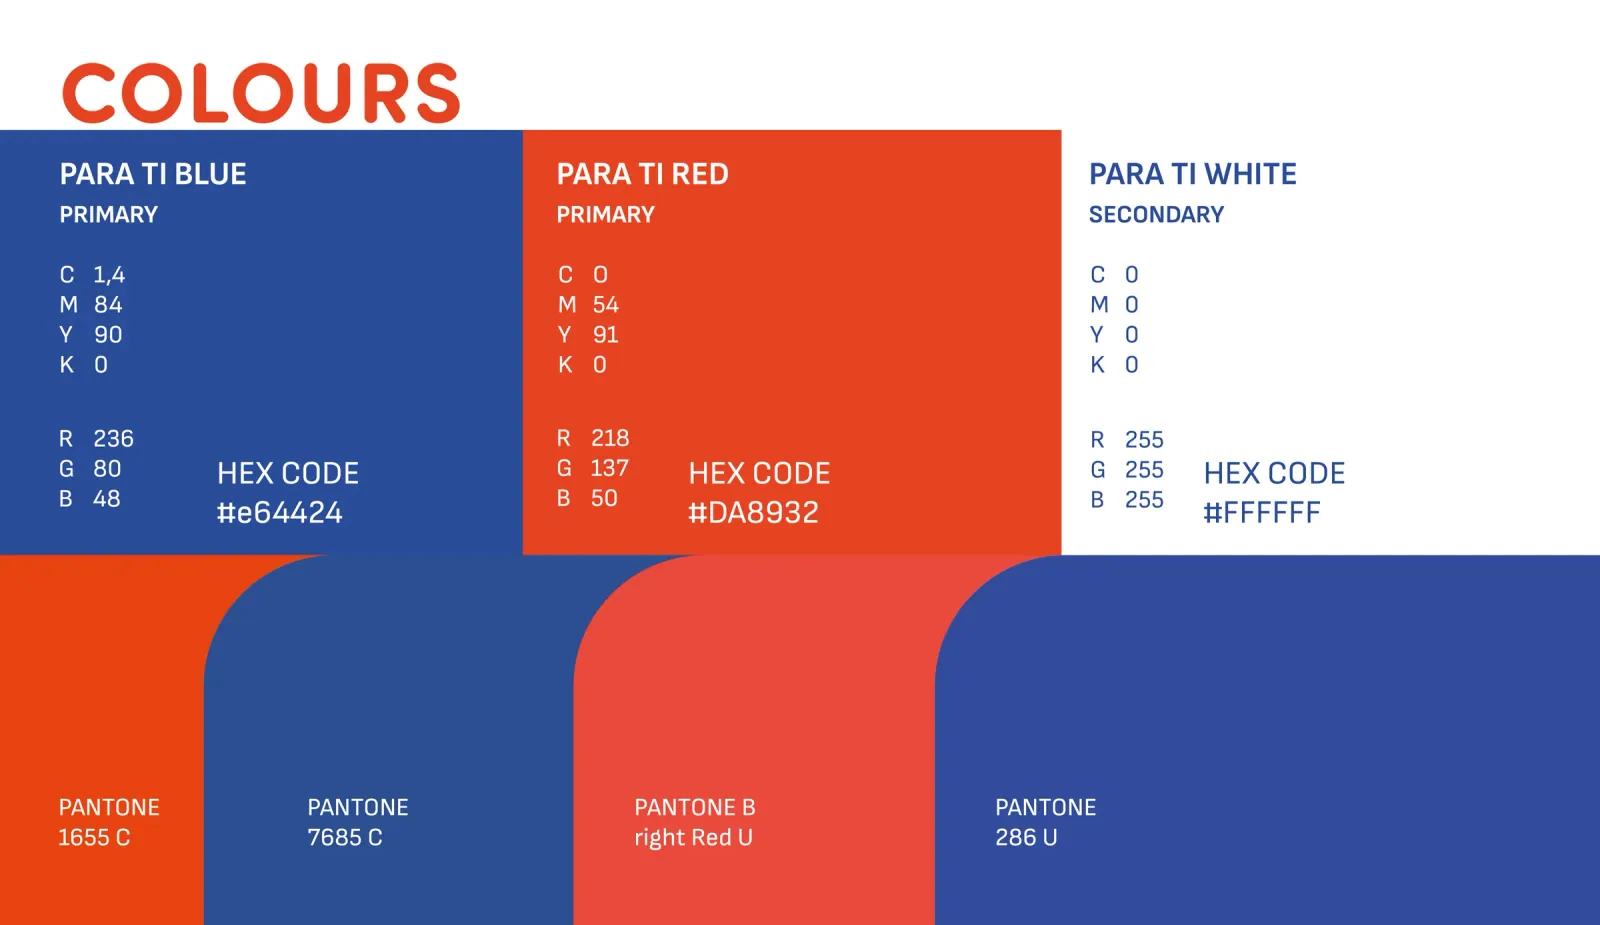 COLOURS
PARA TI BLUE
PRIMARY
C 1,4
M 84
Y 90
K 0
R 236
G 80
B 48
HEX CODE
#e64424
PARA TI RED
PRIMARY
C 0
M 54
Y 91
K 0
R 218
G 137
B 50
HEX CODE
#DA8932
PARA TI WHITE
SECONDARY
C 0
M 0
Y 0
K 0
R 255
G 255
B 255
HEX CODE
#FFFFFF
PANTONE
1655 C
PANTONE
7685 C
PANTONE B
right Red U
PANTONE
286 U